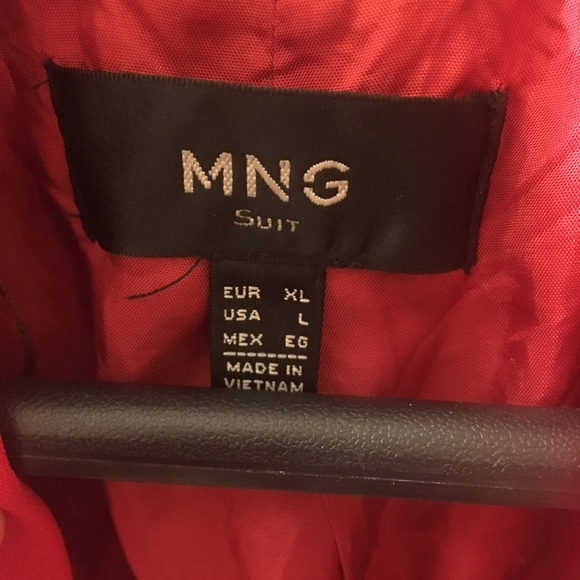 MNG
SUIT
EUR XL
USA L
MEX EG
MADE IN
VIETNAM